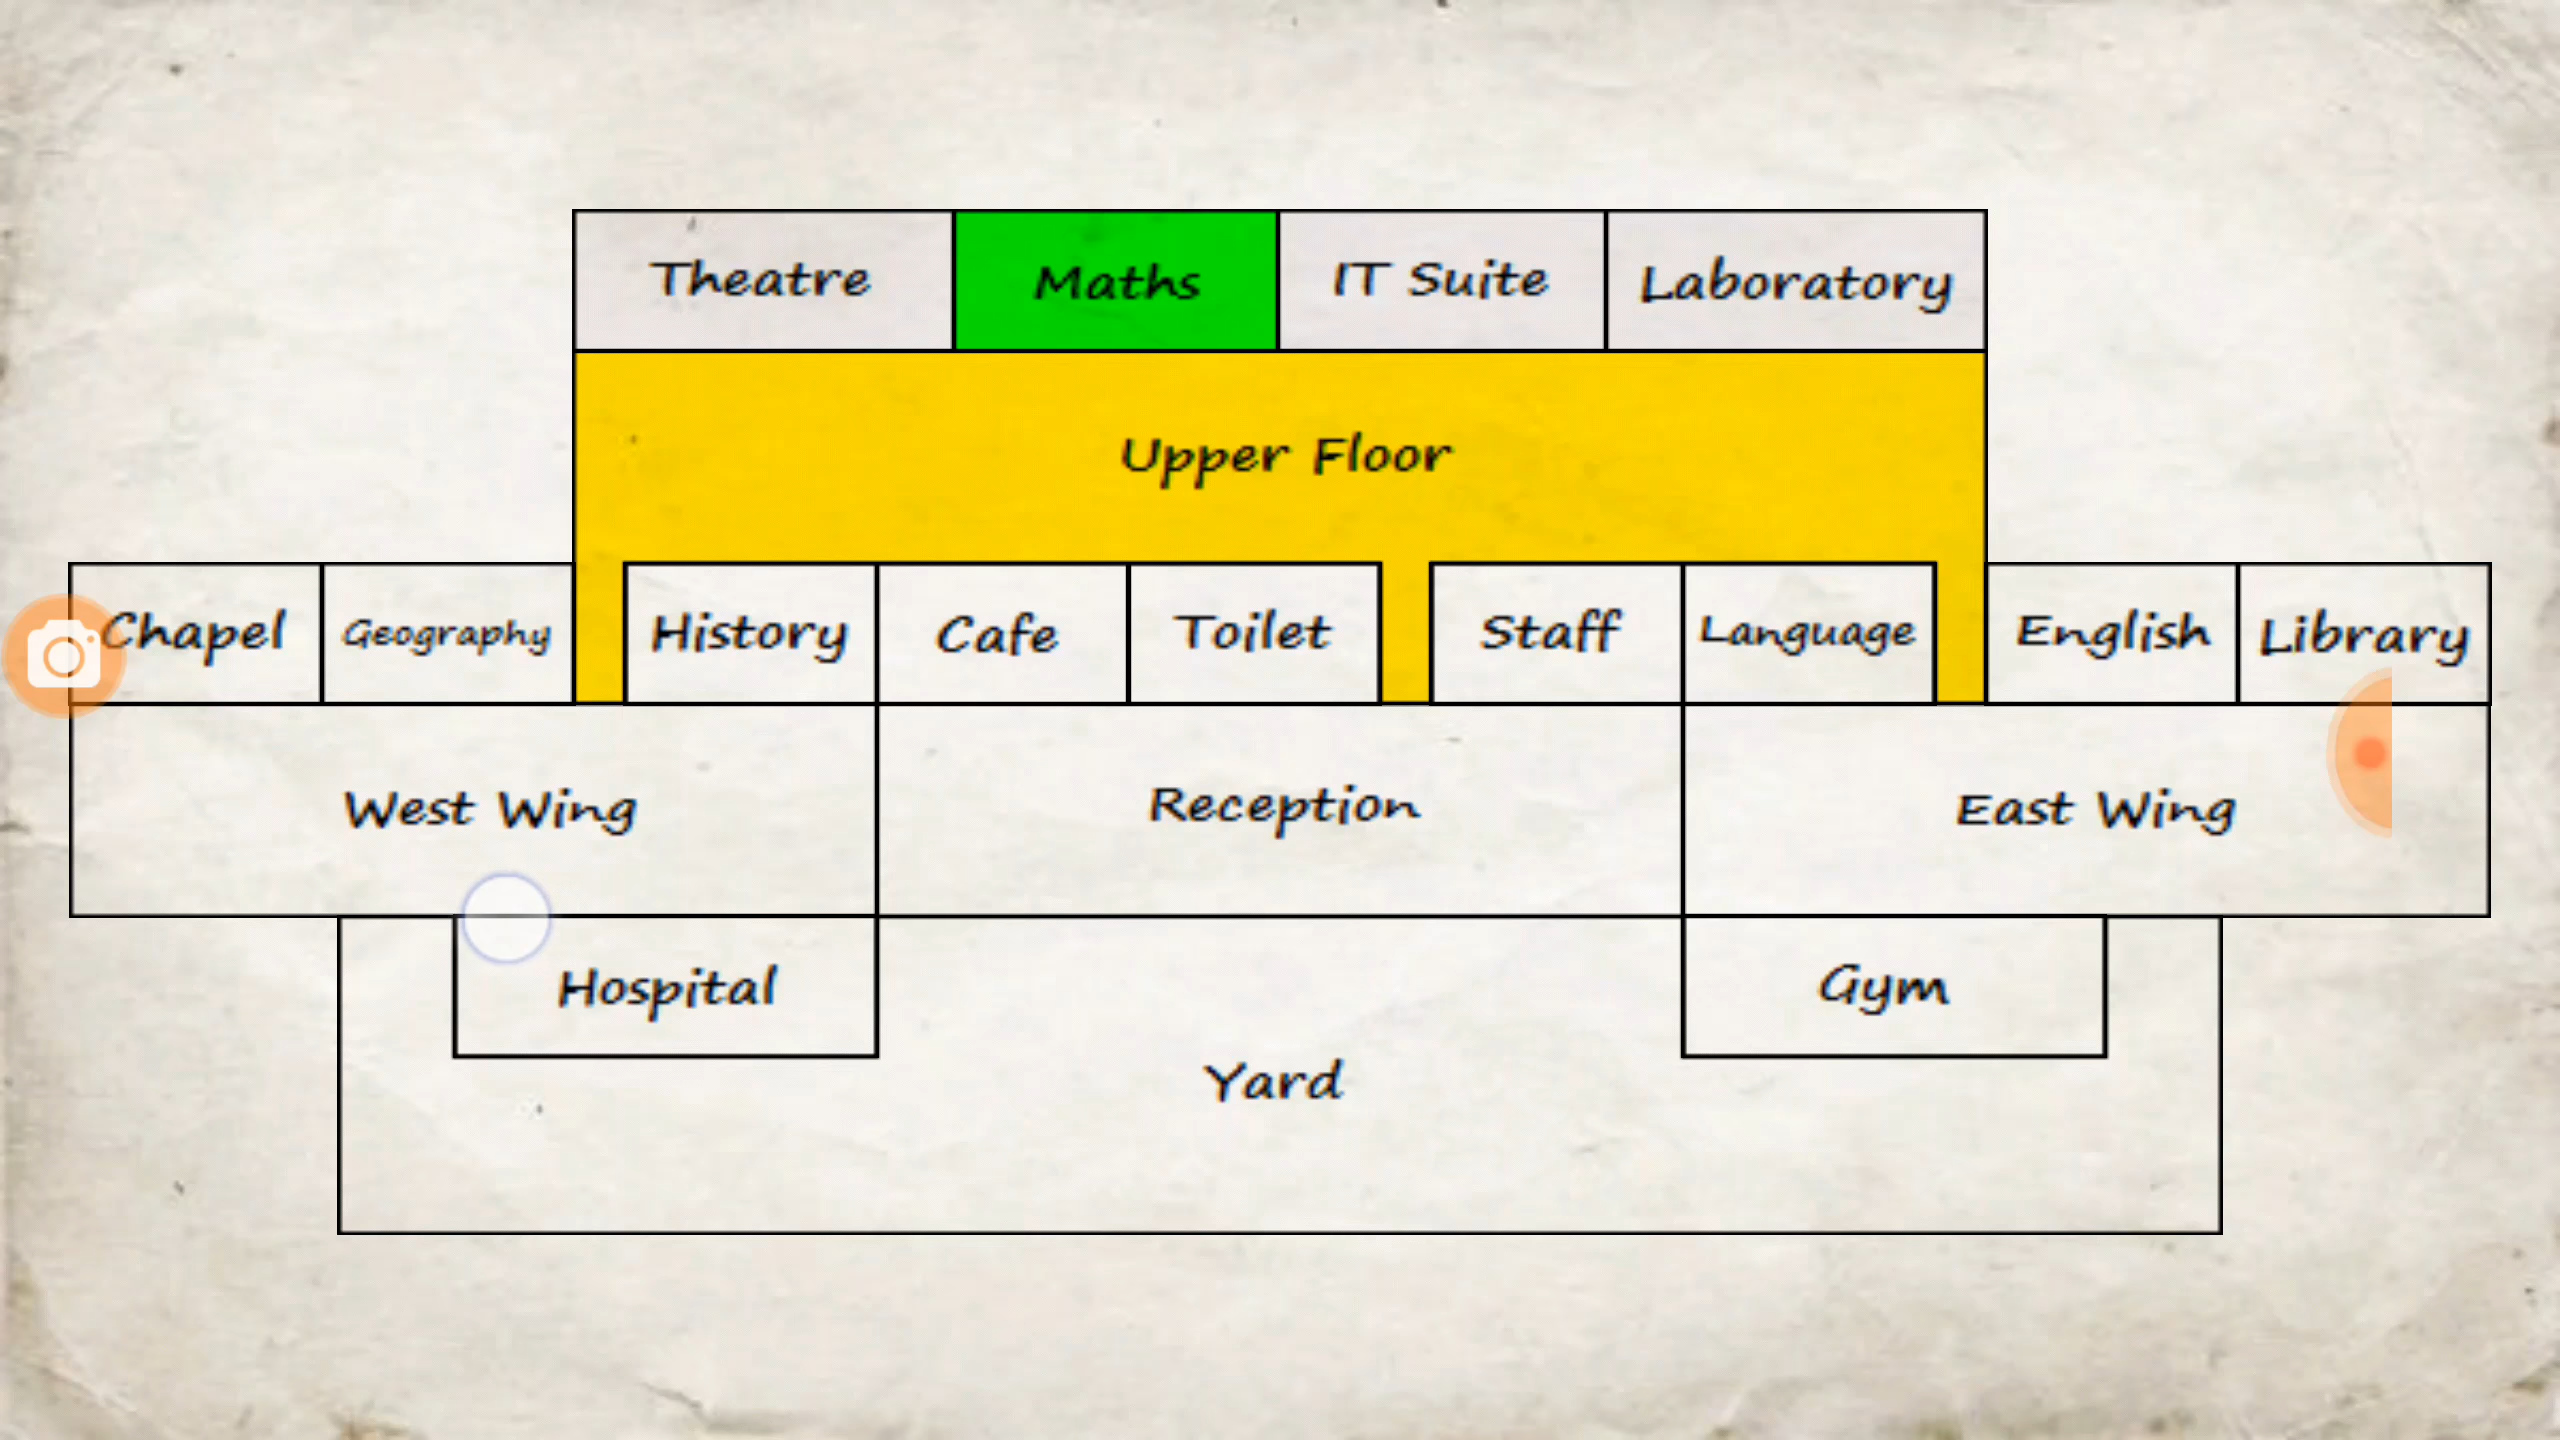 Theatre Maths IT Suite Laboratory
Upper Floor
Chapel Geography History Cafe Toilet Staff Language English Library
West Wing Reception East Wing
Hospital Gym
Yard